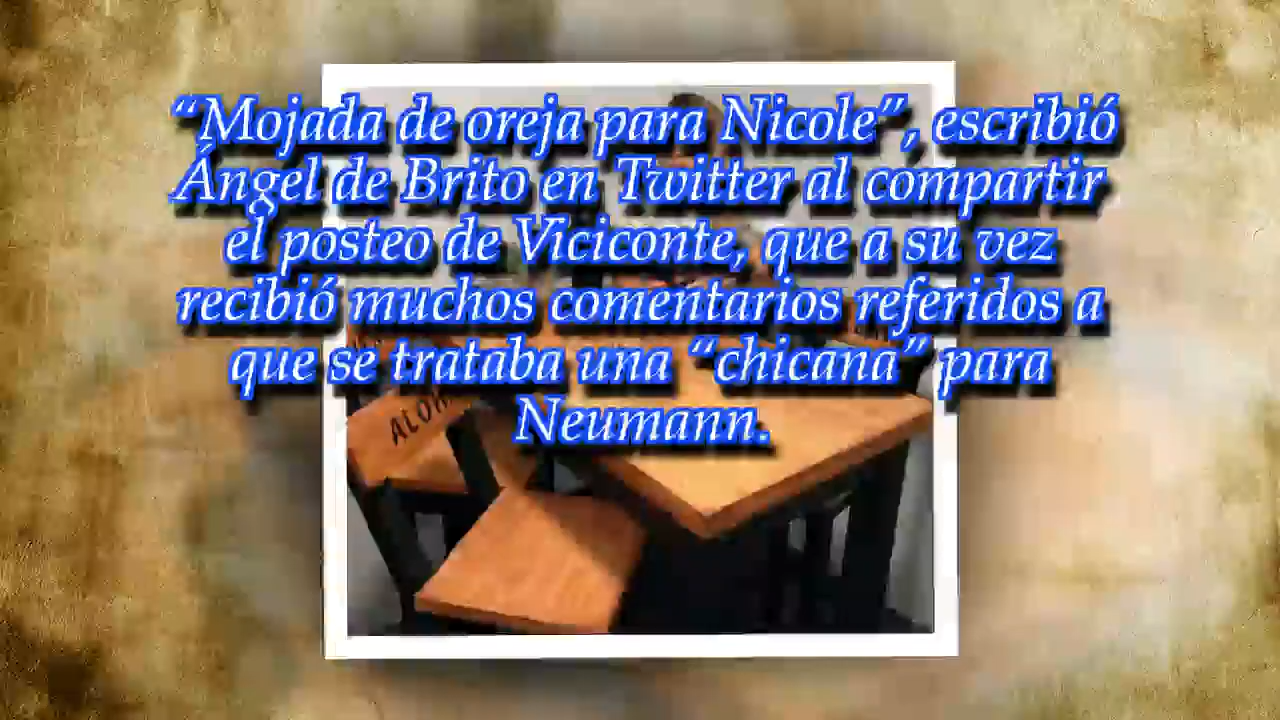 “Mojada de oreja para Nicole”, escribió
Ángel de Brito en Twitter al compartir
el posteo de Viciconte, que a su vez
recibió muchos comentarios referidos a
que se trataba una “chicana” para
Neumann.